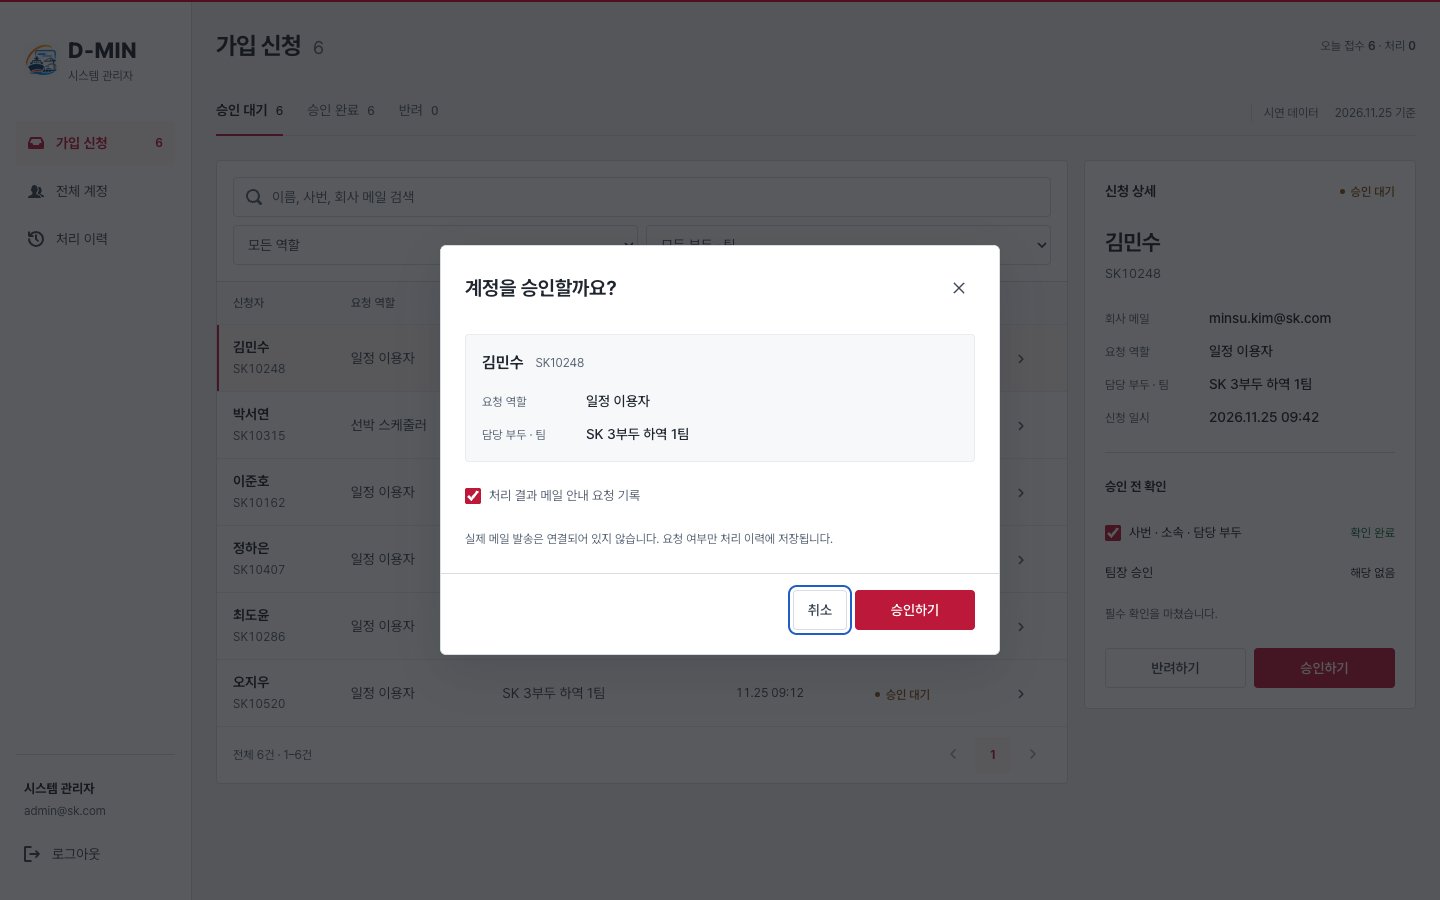 D-MIN
시스템 관리자
가입 신청 6
전체 계정
처리 이력
시스템 관리자
admin@sk.com
로그아웃
가입 신청 6
오늘 접수 6 · 처리 0
승인 대기 6 승인 완료 6 반려 0
시연 데이터 2026.11.25 기준
이름, 사번, 회사 메일 검색
모든 역할
신청자 요청 역할
김민수
SK10248
일정 이용자
박서연
SK10315
선박 스케줄러
이준호
SK10162
일정 이용자
정하은
SK10407
일정 이용자
최도윤
SK10286
일정 이용자
오지우
SK10520
일정 이용자 SK 3부두 하역 1팀 11.25 09:12 승인 대기
전체 6건 · 1–6건
1
계정을 승인할까요?
김민수 SK10248
요청 역할 일정 이용자
담당 부두 · 팀 SK 3부두 하역 1팀
처리 결과 메일 안내 요청 기록
실제 메일 발송은 연결되어 있지 않습니다. 요청 여부만 처리 이력에 저장됩니다.
취소 승인하기
신청 상세 승인 대기
김민수
SK10248
회사 메일 minsu.kim@sk.com
요청 역할 일정 이용자
담당 부두 · 팀 SK 3부두 하역 1팀
신청 일시 2026.11.25 09:42
승인 전 확인
사번 · 소속 · 담당 부두 확인 완료
팀장 승인 해당 없음
필수 확인을 마쳤습니다.
반려하기 승인하기